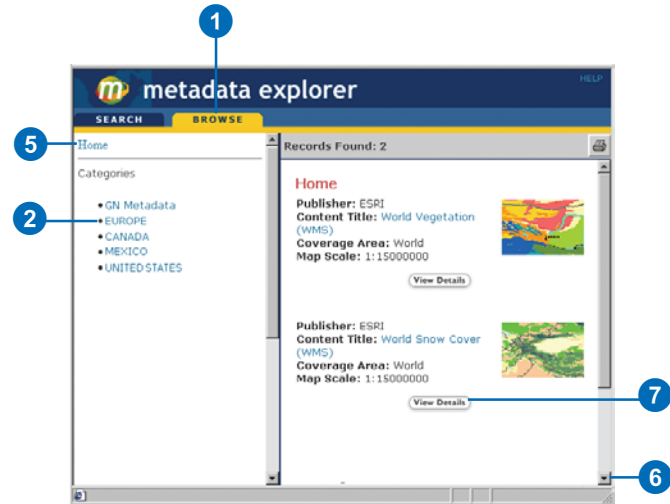 1
m metadata explorer
HELP
SEARCH BROWSE
5
Home
Records Found: 2
Categories
2
GN Metadata
EUROPE
CANADA
MEXICO
UNITED STATES
Home
Publisher: ESRI
Content Title: World Vegetation
(WMS)
Coverage Area: World
Map Scale: 1:15000000
View Details
Publisher: ESRI
Content Title: World Snow Cover
(WMS)
Coverage Area: World
Map Scale: 1:15000000
View Details
7
6